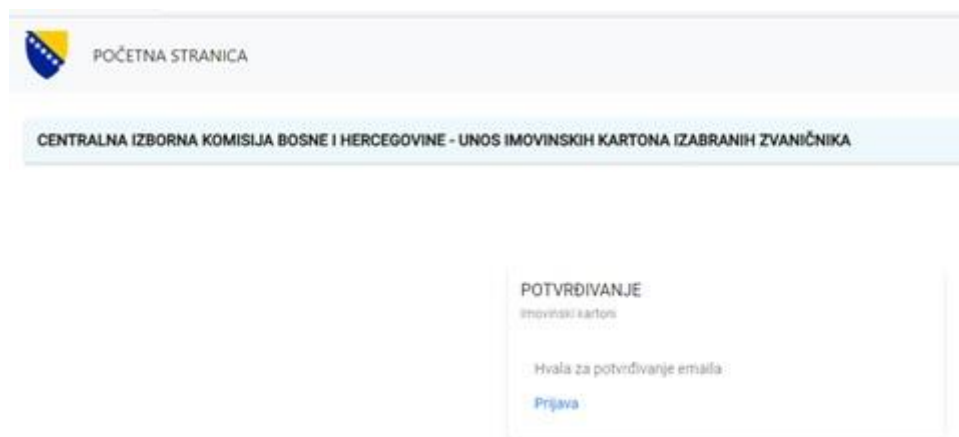 POČETNA STRANICA
CENTRALNA IZBORNA KOMISIJA BOSNE I HERCEGOVINE - UNOS IMOVINSKIH KARTONA IZABRANIH ZVANIČNIKA
POTVRĐIVANJE
Imovinski kartoni
Hvala za potvrđivanje emaila
Prijava